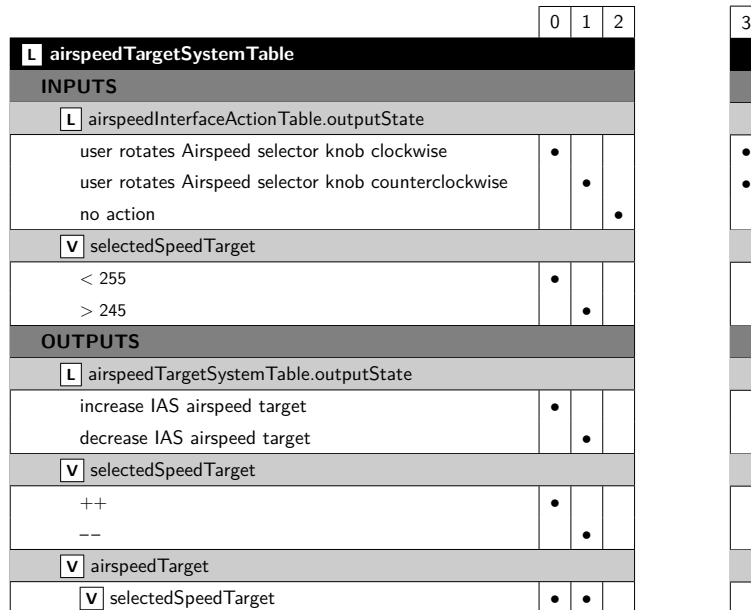 0 1 2 3
L airspeedTargetSystemTable
INPUTS
L airspeedInterfaceActionTable.outputState
user rotates Airspeed selector knob clockwise •  •
user rotates Airspeed selector knob counterclockwise •  •
no action •
V selectedSpeedTarget
< 255 •
> 245 •
OUTPUTS
L airspeedTargetSystemTable.outputState
increase IAS airspeed target •
decrease IAS airspeed target •
V selectedSpeedTarget
++ •
−− •
V airspeedTarget
V selectedSpeedTarget • •